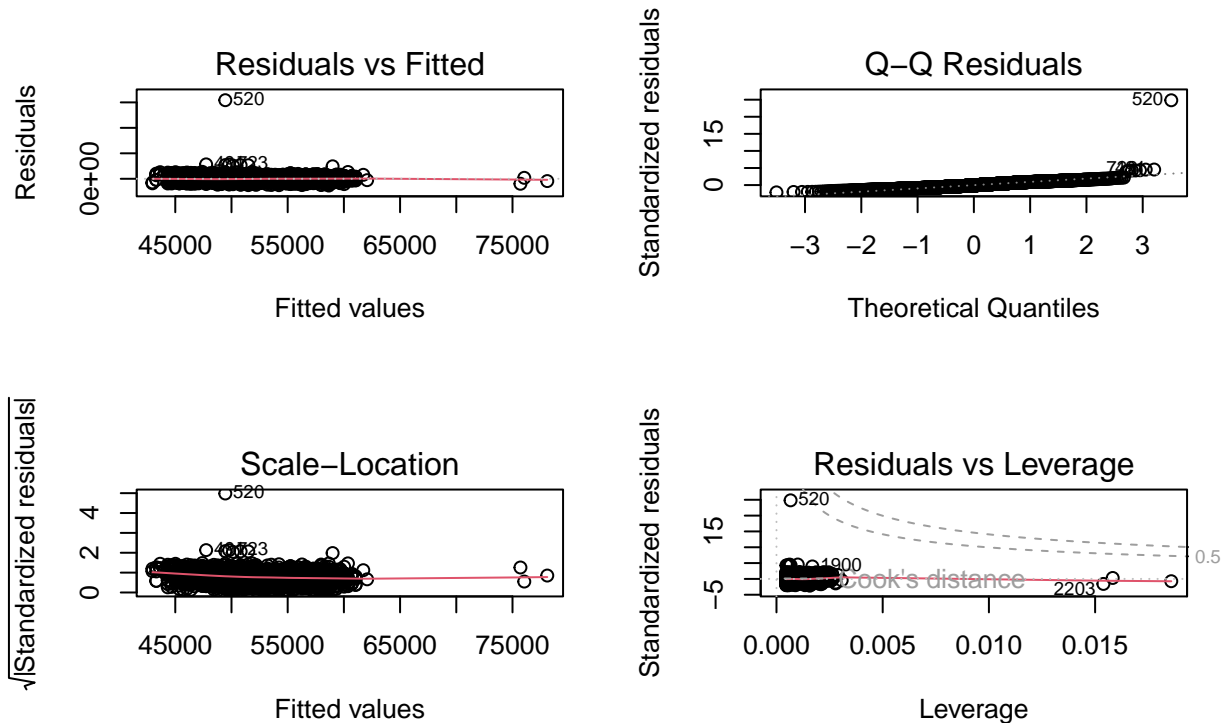 Residuals vs Fitted
Residuals
0e+00
520
723
45000 55000 65000 75000
Fitted values
Q−Q Residuals
Standardized residuals
15
0
520
−3 −2 −1 0 1 2 3
Theoretical Quantiles
Scale−Location
√|Standardized residuals|
4
2
0
520
723
45000 55000 65000 75000
Fitted values
Residuals vs Leverage
Standardized residuals
15
−5
520
1900
Cook's distance
2203
0.5
0.000 0.005 0.010 0.015
Leverage